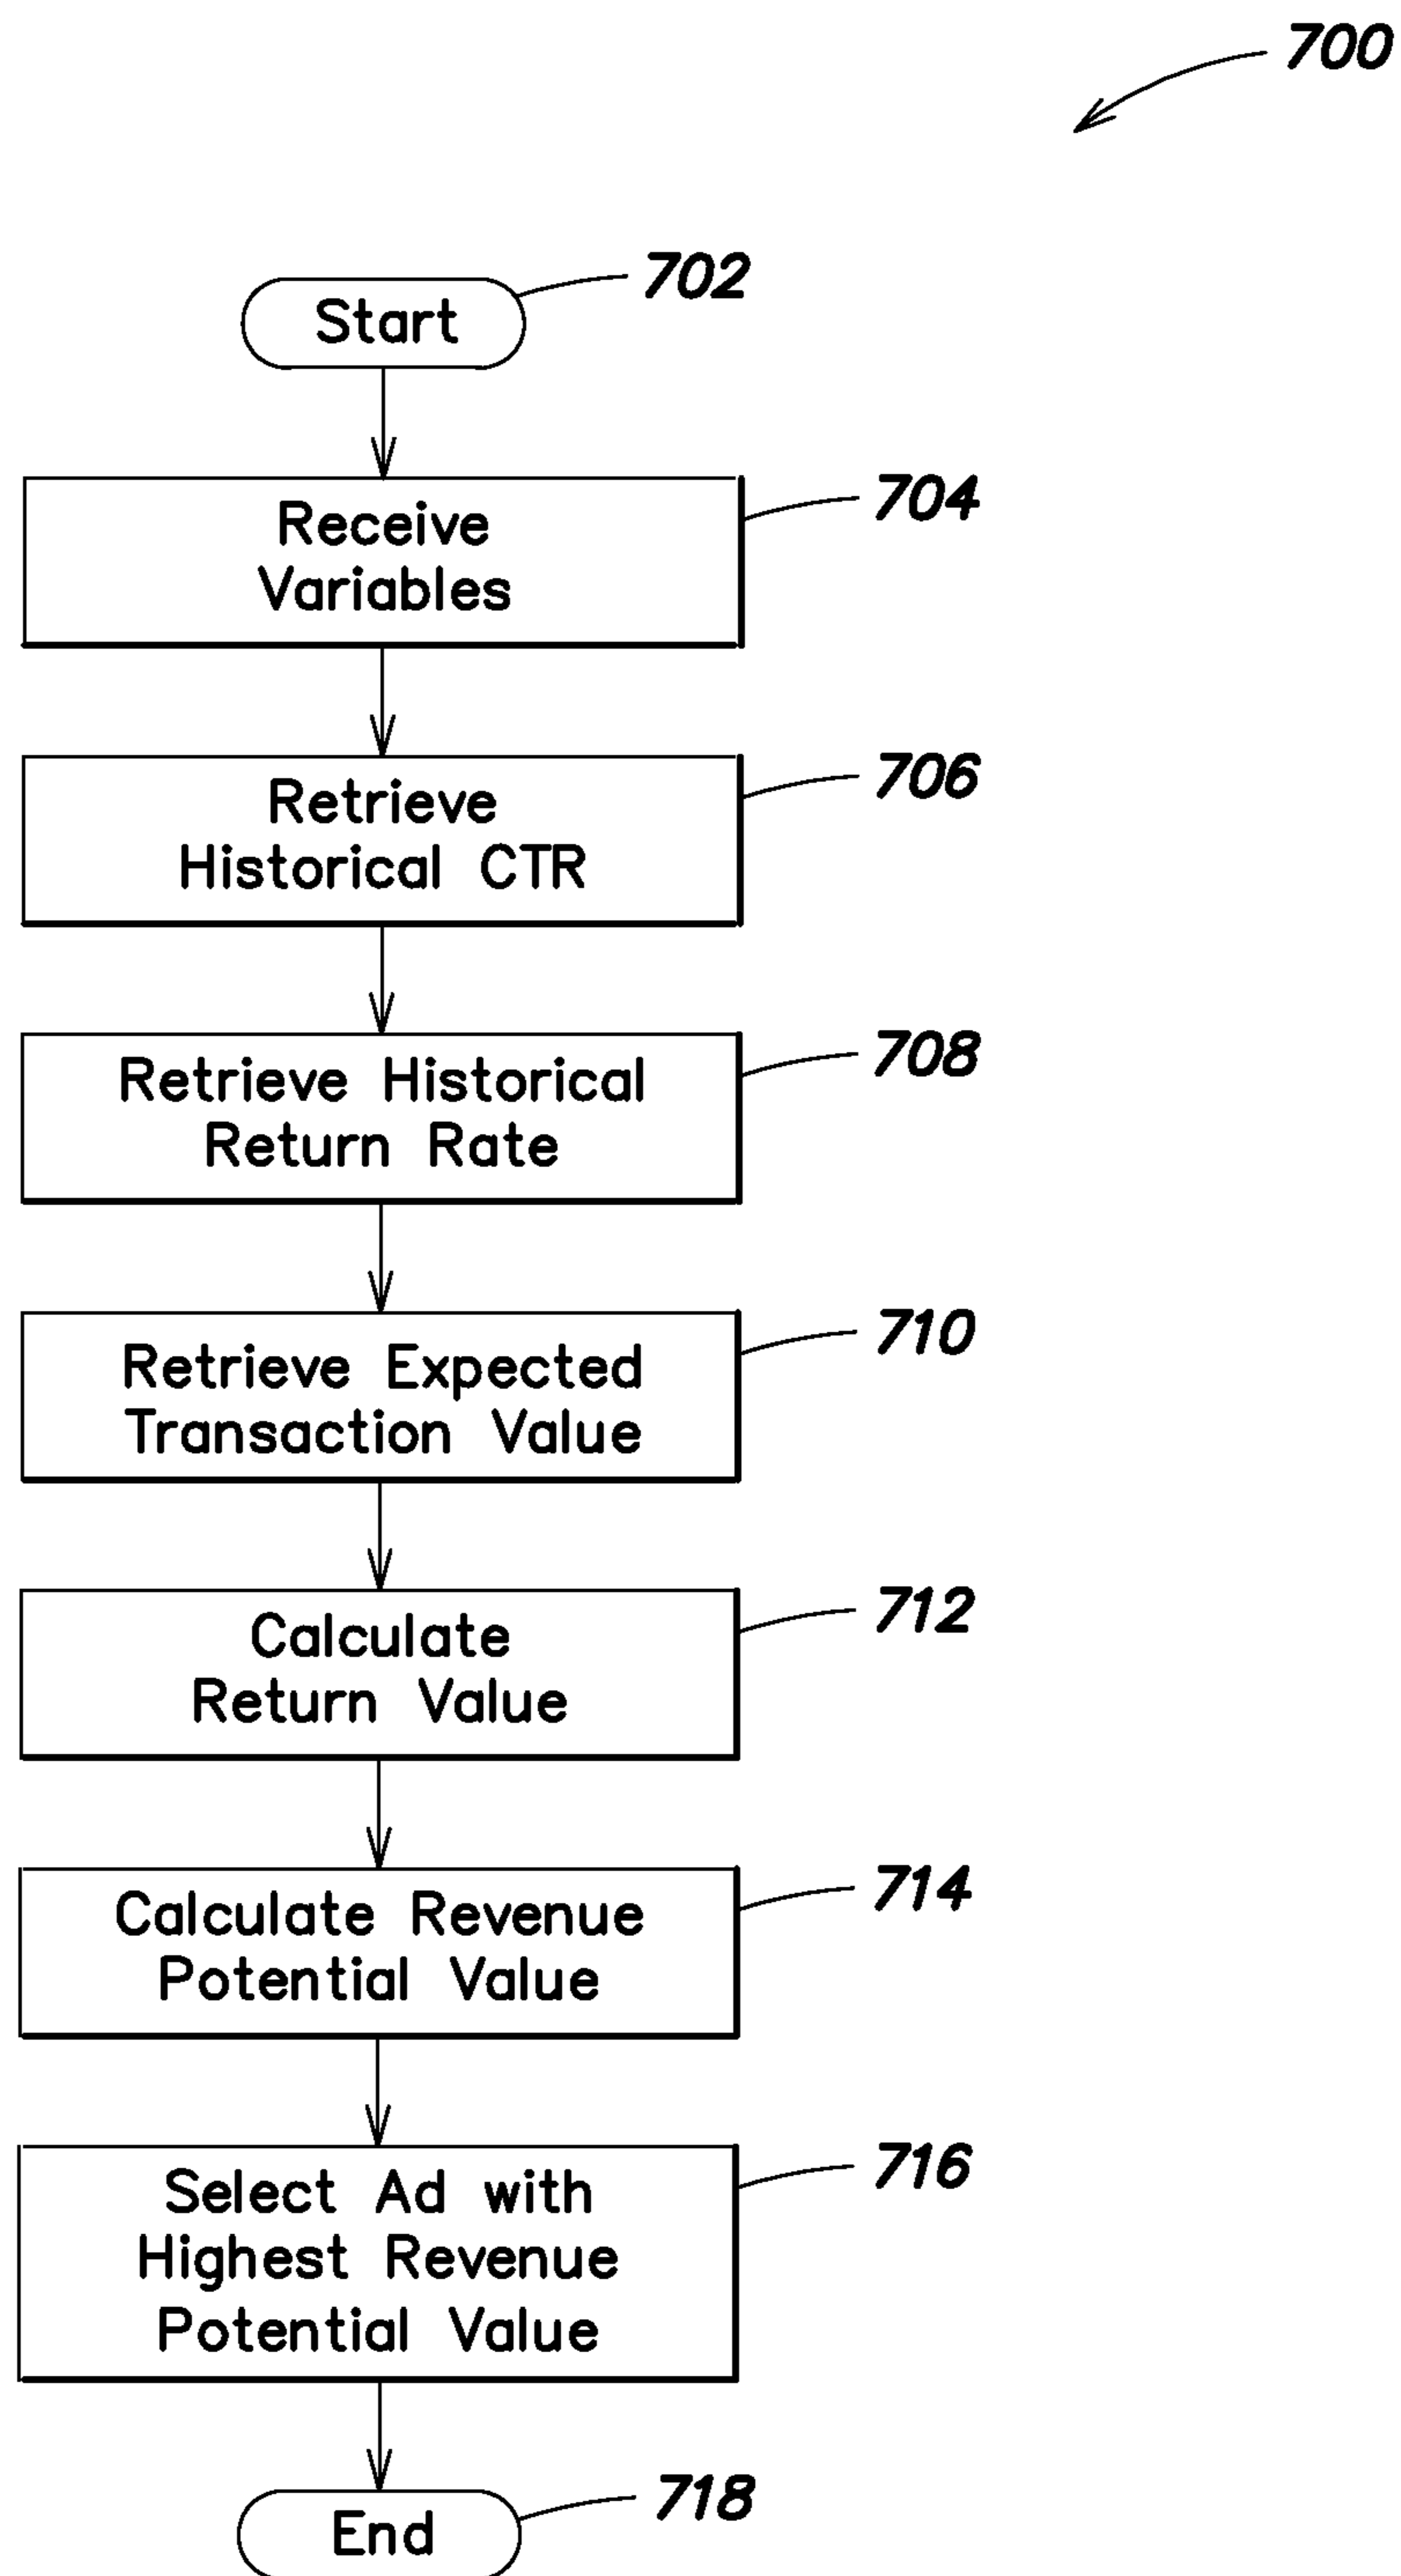 700
702
Start
704
Receive
Variables
706
Retrieve
Historical CTR
708
Retrieve Historical
Return Rate
710
Retrieve Expected
Transaction Value
712
Calculate
Return Value
714
Calculate Revenue
Potential Value
716
Select Ad with
Highest Revenue
Potential Value
718
End